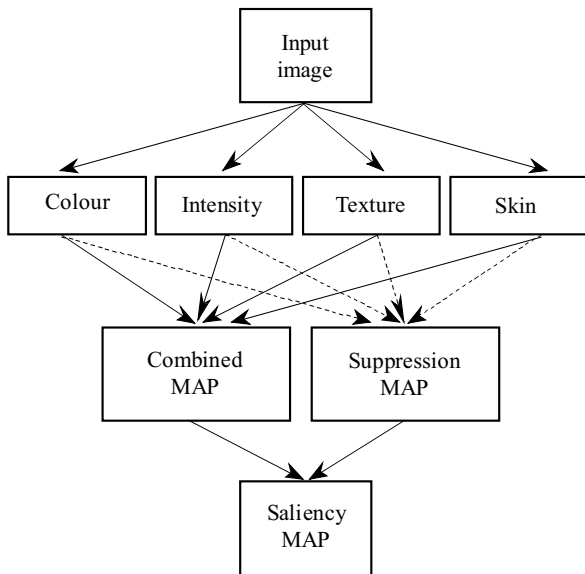 Input
image
Colour
Intensity
Texture
Skin
Combined
MAP
Suppression
MAP
Saliency
MAP